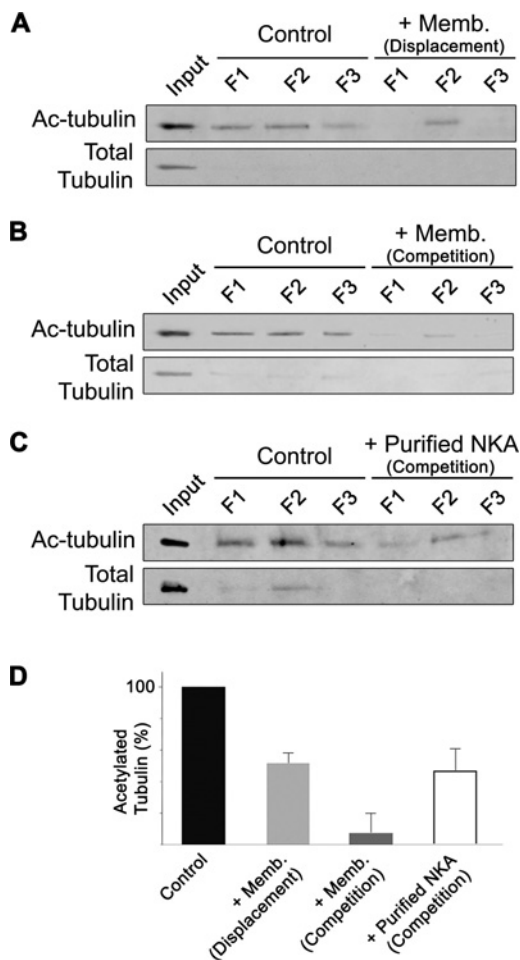 A
Control
+ Memb.
(Displacement)
Input F1 F2 F3 F1 F2 F3
Ac-tubulin
Total
Tubulin
B
Control
+ Memb.
(Competition)
Input F1 F2 F3 F1 F2 F3
Ac-tubulin
Total
Tubulin
C
Control
+ Purified NKA
(Competition)
Input F1 F2 F3 F1 F2 F3
Ac-tubulin
Total
Tubulin
D
100
Acetylated
Tubulin (%)
Control
+ Memb.
(Displacement)
+ Memb.
(Competition)
+ Purified NKA
(Competition)